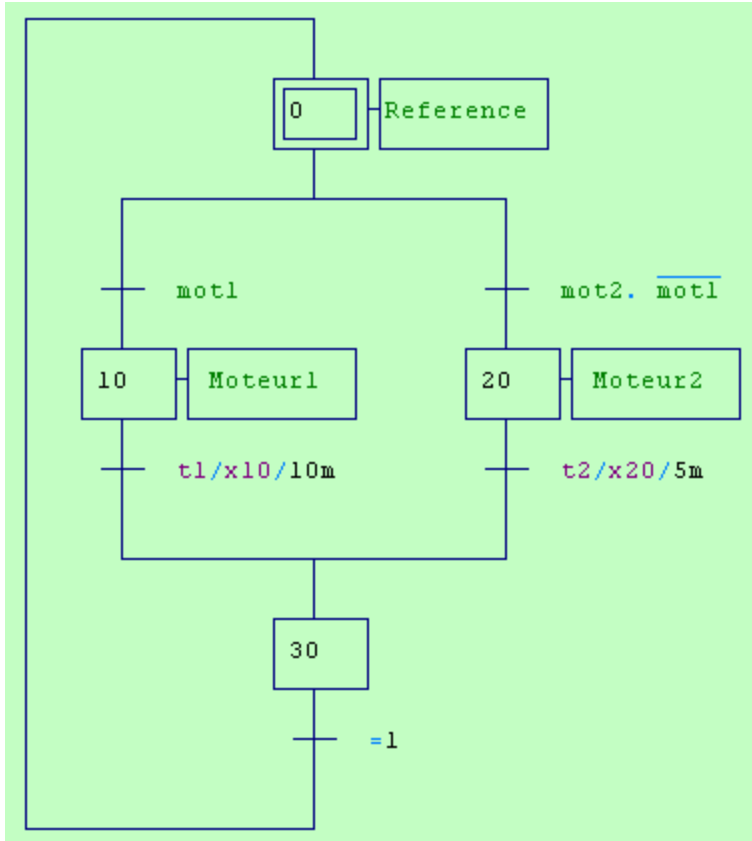 0 Reference
mot1 mot2. mot1
10 Moteur1 20 Moteur2
t1/x10/10m t2/x20/5m
30
=1